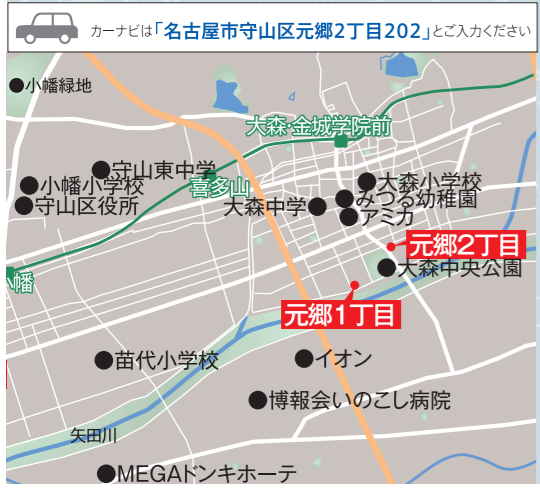 カーナビは「名古屋市守山区元郷2丁目202」とご入力ください
小幡緑地
大森・金城学院前
守山東中学
小幡小学校
喜多山
大森小学校
みつる幼稚園
守山区役所
大森中学
アミカ
元郷2丁目
大森中央公園
小幡
元郷1丁目
苗代小学校
イオン
博報会いのこし病院
矢田川
MEGAドンキホーテ